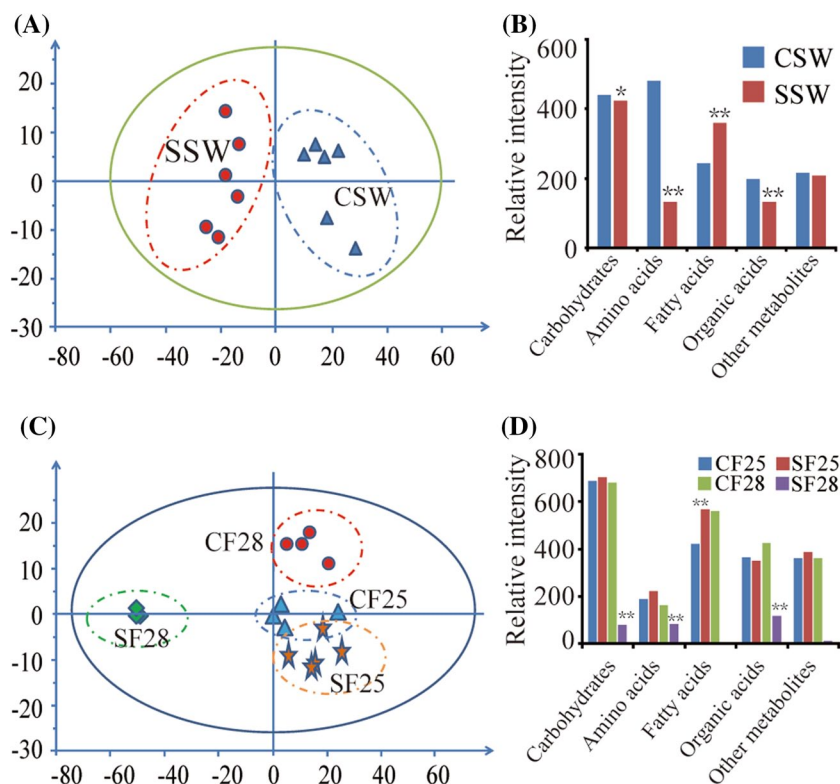 (A)
20
10
0
-10
-20
-30
-80 -60 -40 -20 0 20 40 60
SSW
CSW
(B)
Relative intensity
600
400
200
0
CSW
SSW
*
**
**
**
Carbohydrates
Amino acids
Fatty acids
Organic acids
Other metabolites
(C)
20
10
0
-10
-20
-30
-80 -60 -40 -20 0 20 40 60
CF28
CF25
SF28
SF25
(D)
Relative intensity
800
600
400
200
0
CF25 SF25
CF28 SF28
**
**
**
**
Carbohydrates
Amino acids
Fatty acids
Organic acids
Other metabolites